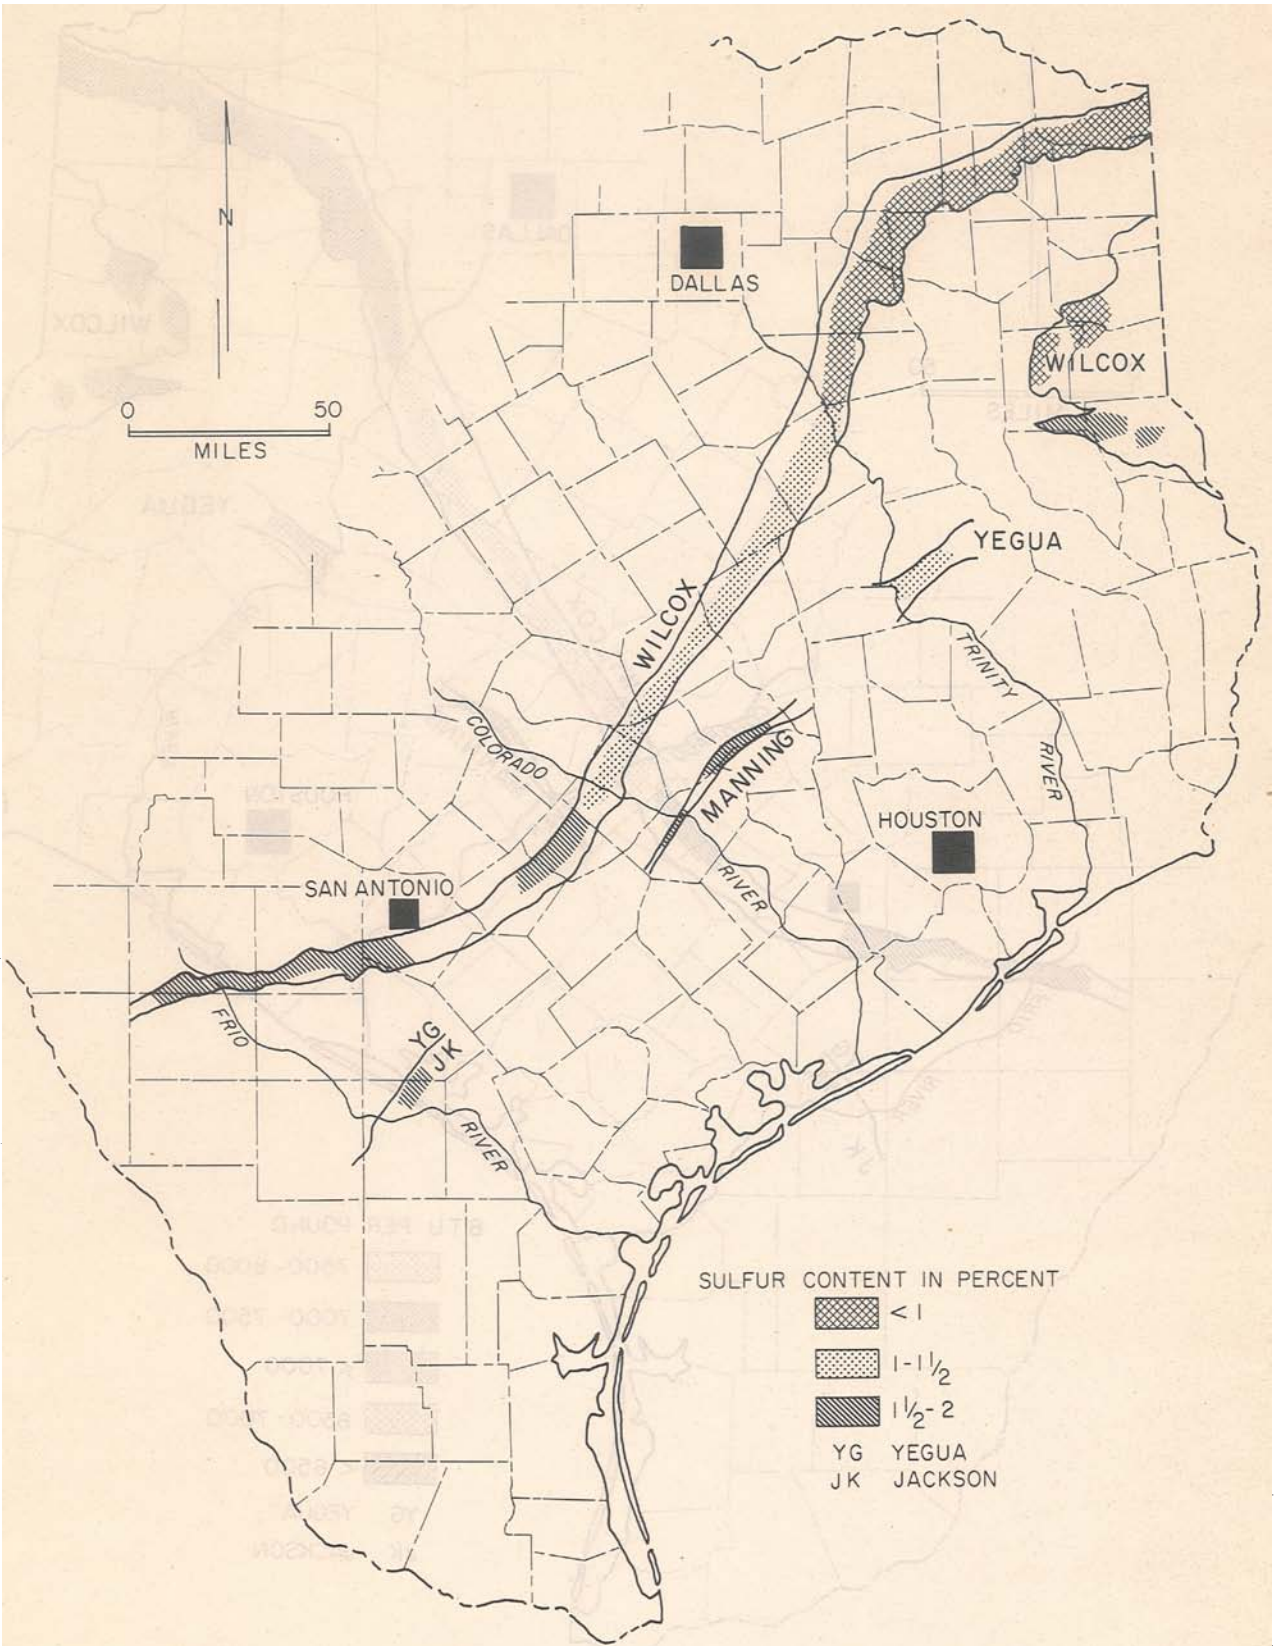 N
DALLAS
WILCOX
0 50
MILES
YEGUA
WILCOX
TRINITY
RIVER
COLORADO
RIVER
MANNING
HOUSTON
SAN ANTONIO
FRIO
RIVER
YG
JK
SULFUR CONTENT IN PERCENT
< 1
1-1½
1½-2
YG YEGUA
JK JACKSON